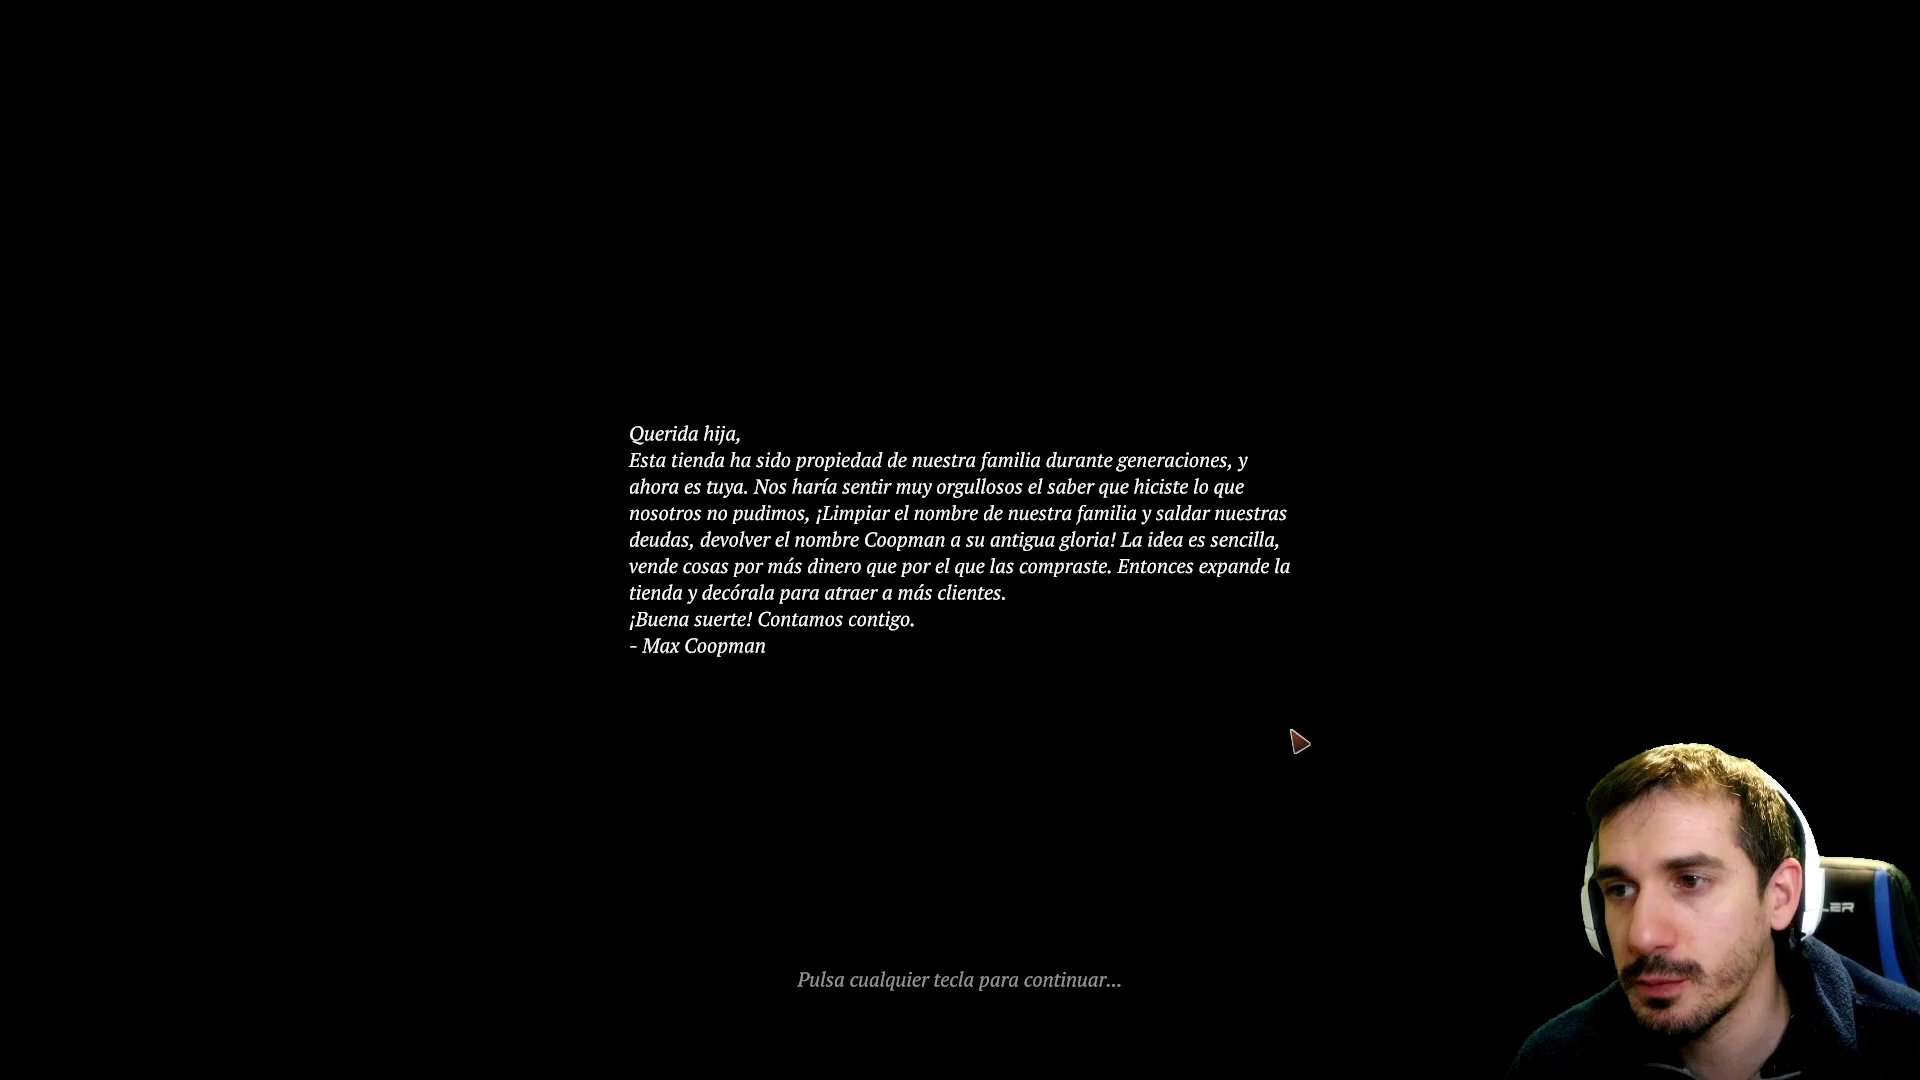 Querida hija,
Esta tienda ha sido propiedad de nuestra familia durante generaciones, y
ahora es tuya. Nos haría sentir muy orgullosos el saber que hiciste lo que
nosotros no pudimos, ¡Limpiar el nombre de nuestra familia y saldar nuestras
deudas, devolver el nombre Coopman a su antigua gloria! La idea es sencilla,
vende cosas por más dinero que por el que las compraste. Entonces expande la
tienda y decórala para atraer a más clientes.
¡Buena suerte! Contamos contigo.
- Max Coopman
Pulsa cualquier tecla para continuar...